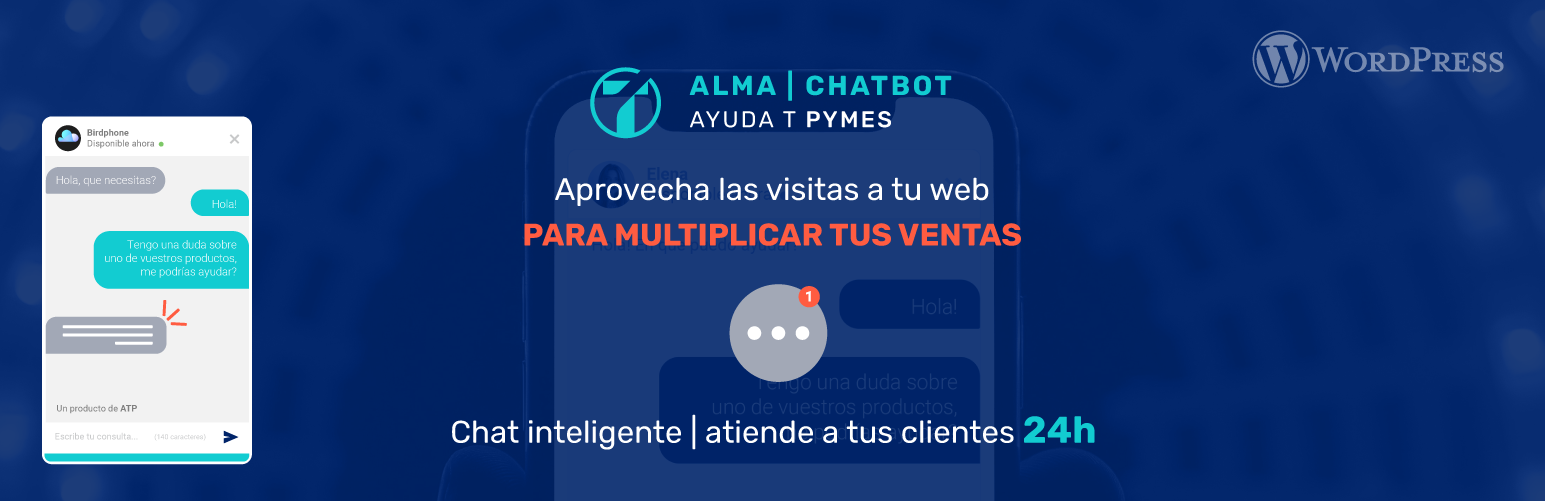 WORDPRESS
ALMA | CHATBOT
AYUDA T PYMES
Aprovecha las visitas a tu web
PARA MULTIPLICAR TUS VENTAS
1
Chat inteligente | atiende a tus clientes 24h
Birdphone
Disponible ahora
Hola, que necesitas?
Hola!
Tengo una duda sobre
uno de vuestros productos,
me podrías ayudar?
Un producto de ATP
Escribe tu consulta...
(140 caracteres)
Elena
Hola!
Tengo una duda sobre
uno de vuestros productos,